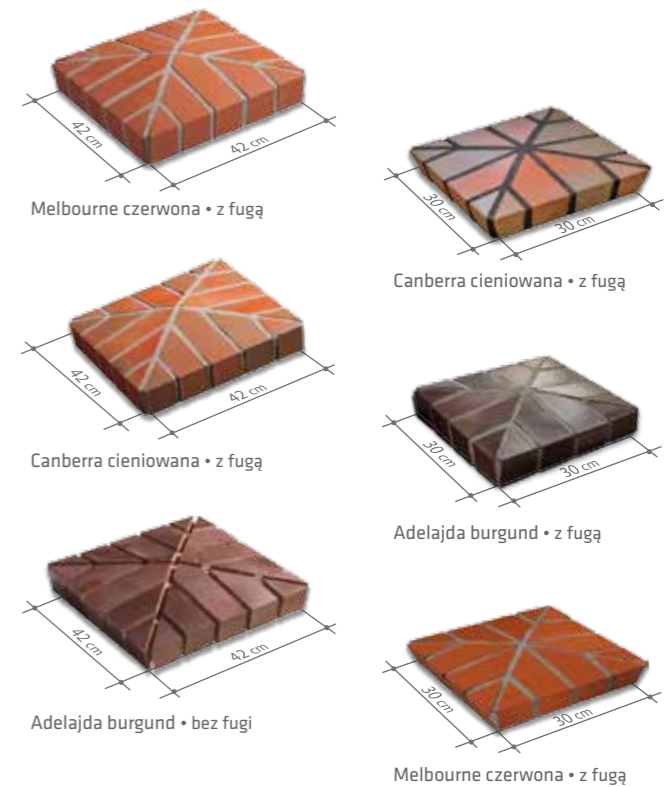 42 cm
42 cm
Melbourne czerwona • z fugą
30 cm
30 cm
Canberra cieniowana • z fugą
42 cm
42 cm
Canberra cieniowana • z fugą
30 cm
30 cm
Adelajda burgund • z fugą
42 cm
42 cm
Adelajda burgund • bez fugi
30 cm
30 cm
Melbourne czerwona • z fugą